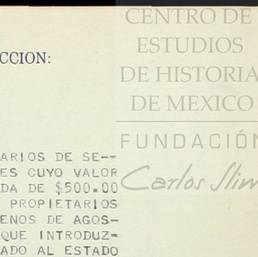 CENTRO DE
ESTUDIOS
DE HISTORIA
DE MEXICO
FUNDACIÓN
Carlos Slim
CCION:
ARIOS DE SE--
ES CUYO VALOR
DA DE $500.00
PROPIETARIOS
ENOS DE AGOS-
QUE INTRODUZ-
ADO AL ESTADO